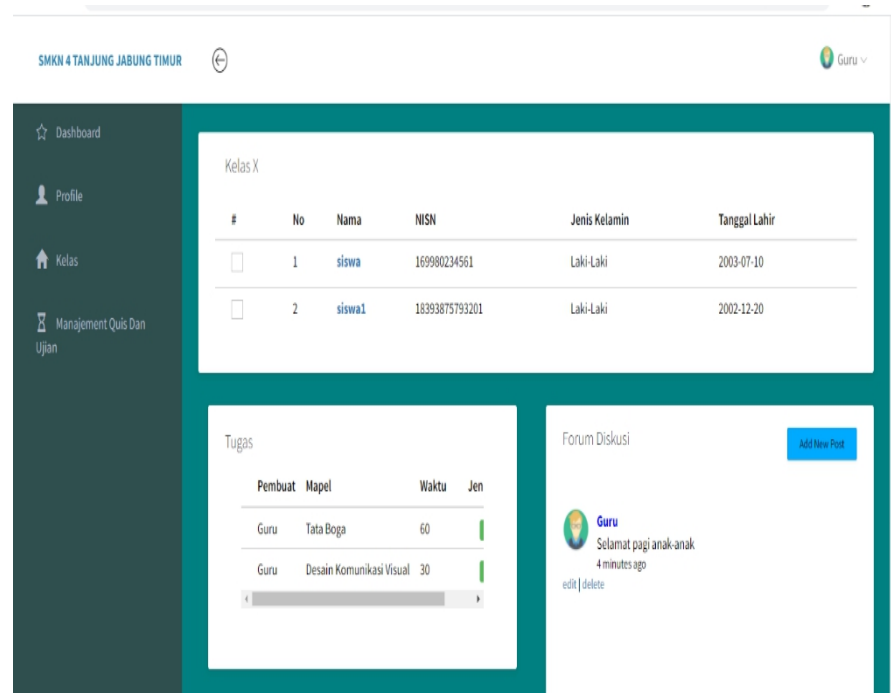 SMKN 4 TANJUNG JABUNG TIMUR
Guru
Dashboard
Profile
Kelas
Manajement Quis Dan
Ujian
Kelas X
# No Nama NISN Jenis Kelamin Tanggal Lahir
1 siswa 169980234561 Laki-Laki 2003-07-10
2 siswa1 18393875793201 Laki-Laki 2002-12-20
Tugas
Pembuat Mapel Waktu Jen
Guru Tata Boga 60
Guru Desain Komunikasi Visual 30
Forum Diskusi
Add New Post
Guru
Selamat pagi anak-anak
4 minutes ago
edit | delete